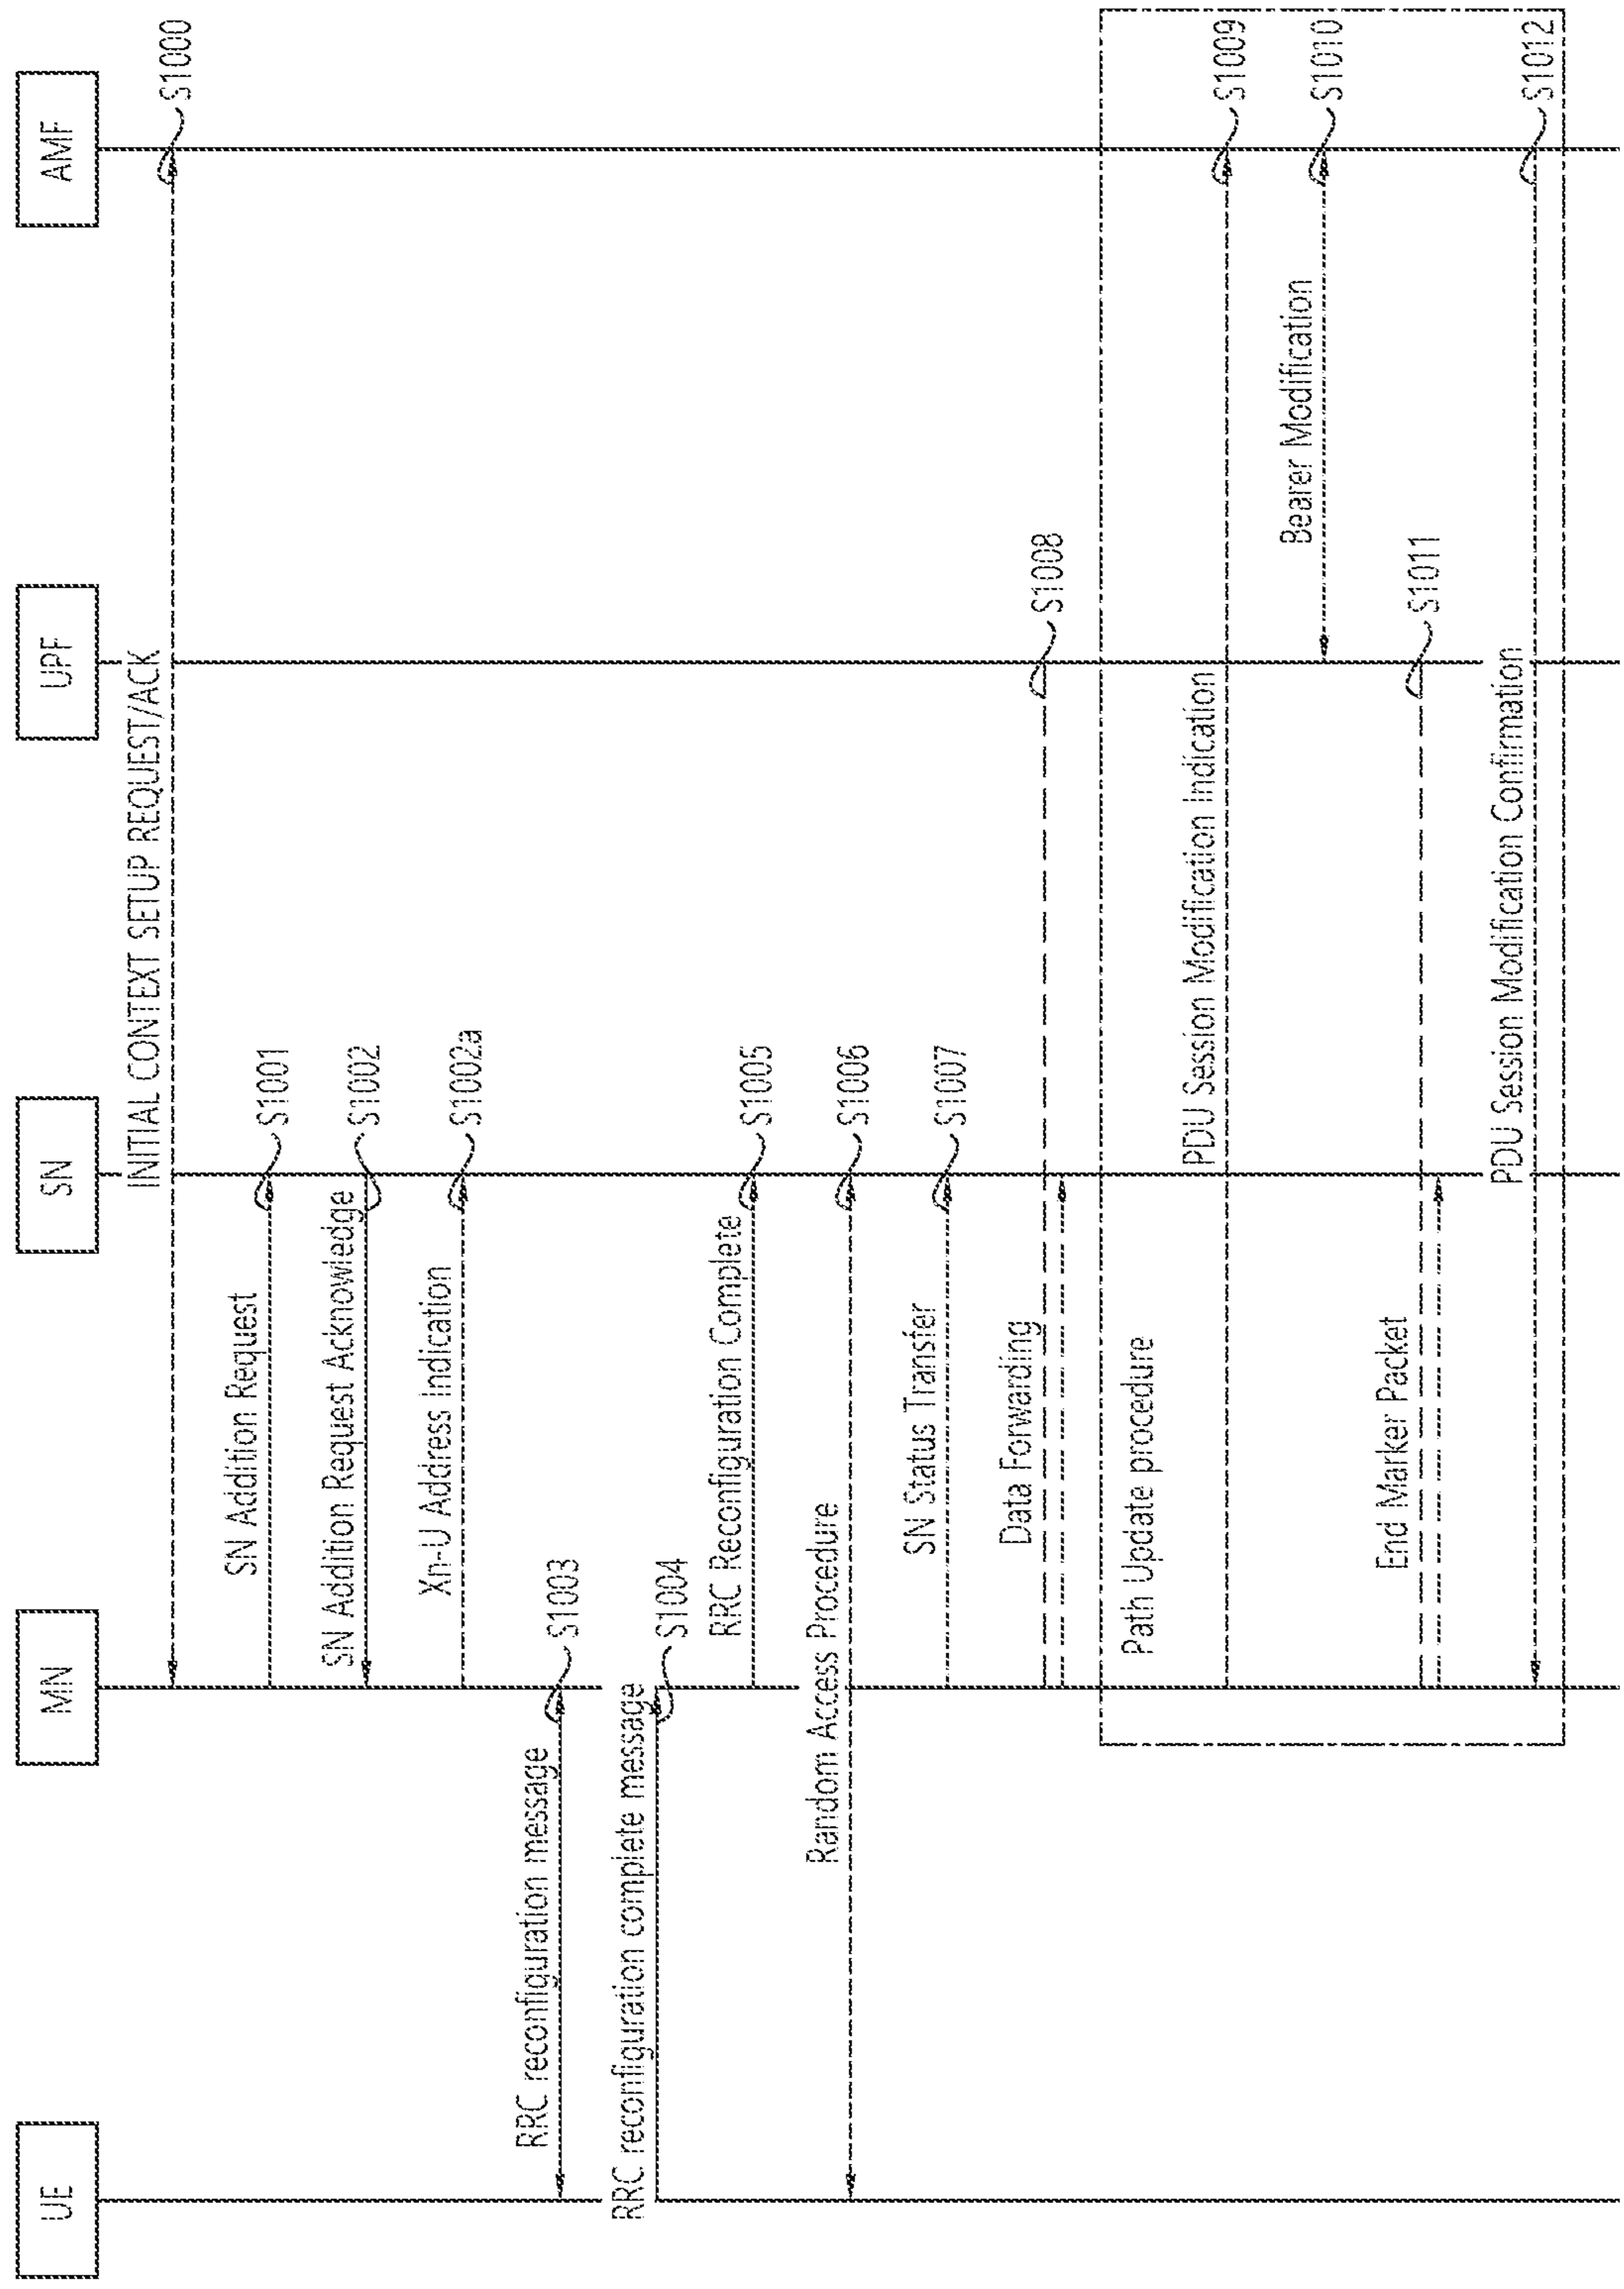 UE
MN
SN
UPF
AMF
INITIAL CONTEXT SETUP REQUEST/ACK
S1000
SN Addition Request
S1001
SN Addition Request Acknowledge
S1002
Xn-U Address Indication
S1002a
RRC reconfiguration message
S1003
RRC reconfiguration complete message
S1004
RRC Reconfiguration Complete
S1005
Random Access Procedure
S1006
SN Status Transfer
S1007
Data Forwarding
S1008
Path Update procedure
PDU Session Modification Indication
S1009
Bearer Modification
S1010
End Marker Packet
S1011
PDU Session Modification Confirmation
S1012